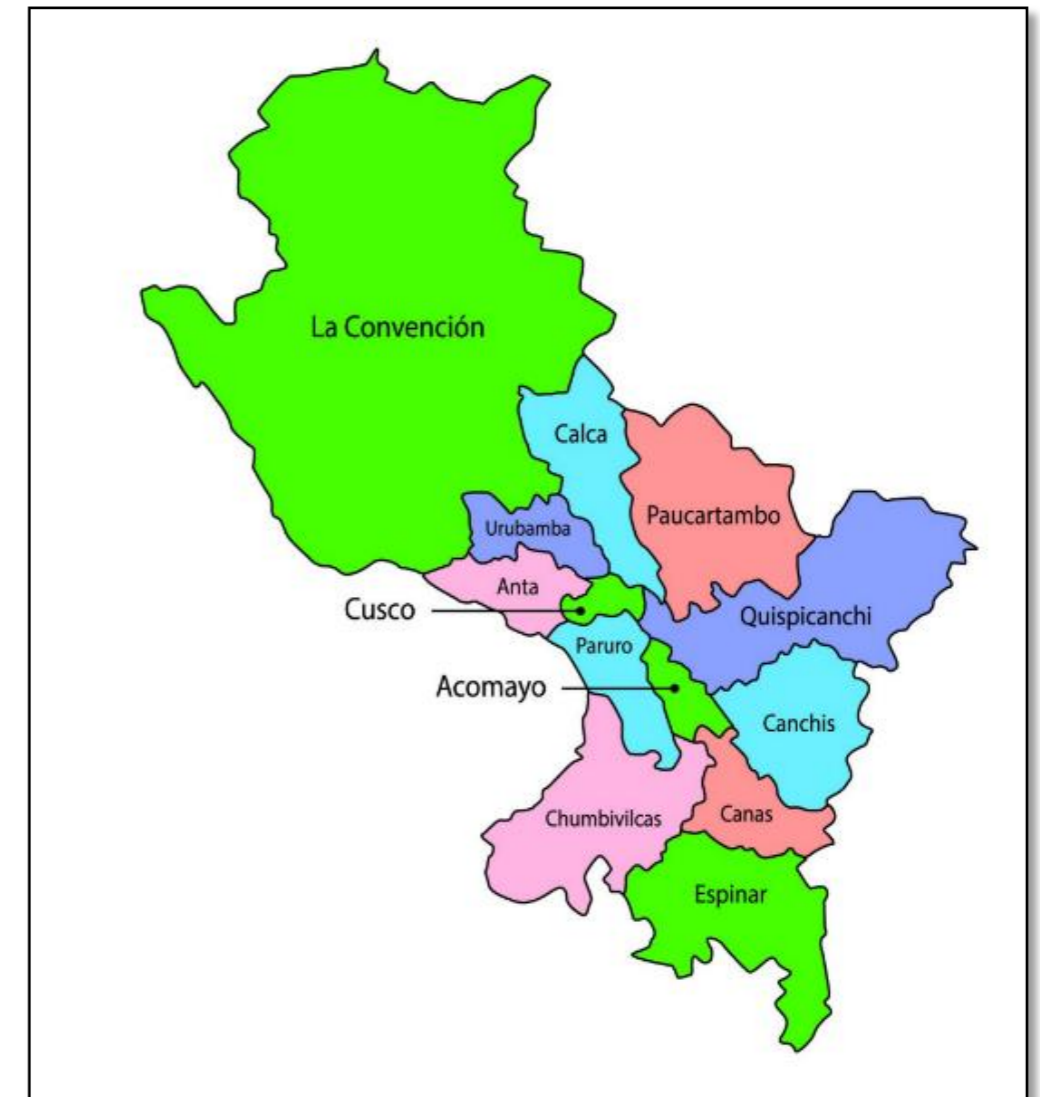 La Convención
Calca
Paucartambo
Urubamba
Anta
Cusco
Quispicanchi
Paruro
Acomayo
Canchis
Chumbivilcas
Canas
Espinar